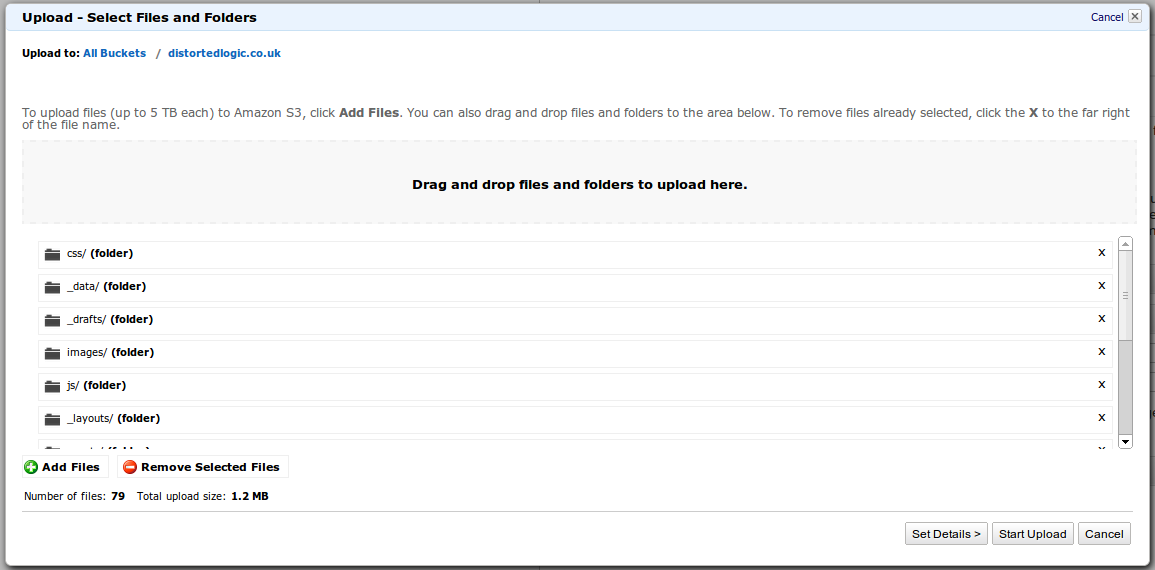 Upload - Select Files and Folders
Cancel
Upload to: All Buckets / distortedlogic.co.uk
To upload files (up to 5 TB each) to Amazon S3, click Add Files. You can also drag and drop files and folders to the area below. To remove files already selected, click the X to the far right
of the file name.
Drag and drop files and folders to upload here.
css/ (folder) x
_data/ (folder) x
_drafts/ (folder) x
images/ (folder) x
js/ (folder) x
_layouts/ (folder) x
Add Files Remove Selected Files
Number of files: 79 Total upload size: 1.2 MB
Set Details > Start Upload Cancel